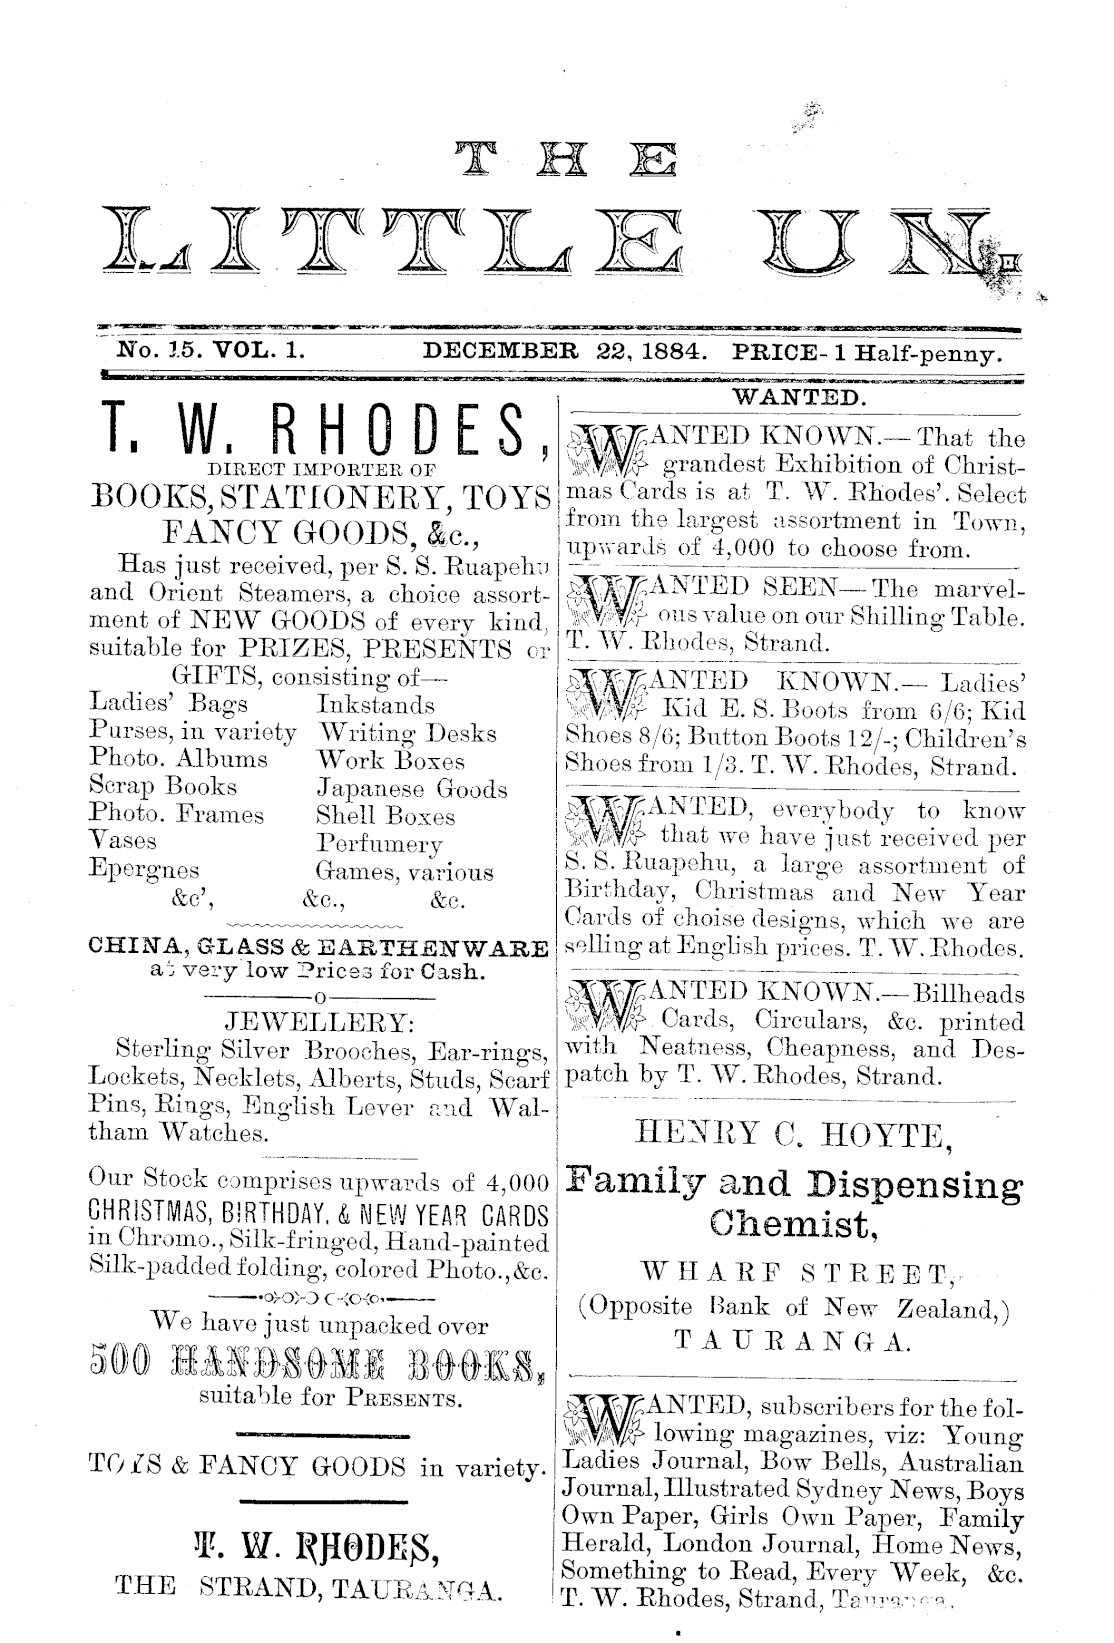 THE
LITTLE UN.
No. 15. VOL. 1. DECEMBER 22, 1884. PRICE- 1 Half-penny.
T. W. RHODES,
DIRECT IMPORTER OF
BOOKS, STATIONERY, TOYS
FANCY GOODS, &c.,
Has just received, per S. S. Ruapehu
and Orient Steamers, a choice assort-
ment of NEW GOODS of every kind,
suitable for PRIZES, PRESENTS or
GIFTS, consisting of—
Ladies' Bags Inkstands
Purses, in variety Writing Desks
Photo. Albums Work Boxes
Scrap Books Japanese Goods
Photo. Frames Shell Boxes
Vases Perfumery
Epergnes Games, various
&c', &c., &c.
CHINA, GLASS & EARTHENWARE
at very low Prices for Cash.
o
JEWELLERY:
Sterling Silver Brooches, Ear-rings,
Lockets, Necklets, Alberts, Studs, Scarf
Pins, Rings, English Lever and Wal-
tham Watches.
Our Stock comprises upwards of 4,000
CHRISTMAS, BIRTHDAY. & NEW YEAR CARDS
in Chromo., Silk-fringed, Hand-painted
Silk-padded folding, colored Photo., &c.
We have just unpacked over
500 HANDSOME BOOKS,
suitable for PRESENTS.
TOYS & FANCY GOODS in variety.
T. W. RHODES,
THE STRAND, TAURANGA.
WANTED.
WANTED KNOWN.— That the
grandest Exhibition of Christ-
mas Cards is at T. W. Rhodes'. Select
from the largest assortment in Town,
upwards of 4,000 to choose from.
WANTED SEEN— The marvel-
ous value on our Shilling Table.
T. W. Rhodes, Strand.
WANTED KNOWN.— Ladies'
Kid E. S. Boots from 6/6; Kid
Shoes 8/6; Button Boots 12/-; Children's
Shoes from 1/3. T. W. Rhodes, Strand.
WANTED, everybody to know
that we have just received per
S. S. Ruapehu, a large assortment of
Birthday, Christmas and New Year
Cards of choise designs, which we are
selling at English prices. T. W. Rhodes.
WANTED KNOWN.—Billheads
Cards, Circulars, &c. printed
with Neatness, Cheapness, and Des-
patch by T. W. Rhodes, Strand.
HENRY C. HOYTE,
Family and Dispensing
Chemist,
WHARF STREET,
(Opposite Bank of New Zealand,)
TAURANGA.
WANTED, subscribers for the fol-
lowing magazines, viz: Young
Ladies Journal, Bow Bells, Australian
Journal, Illustrated Sydney News, Boys
Own Paper, Girls Own Paper, Family
Herald, London Journal, Home News,
Something to Read, Every Week, &c.
T. W. Rhodes, Strand, Tauranga.